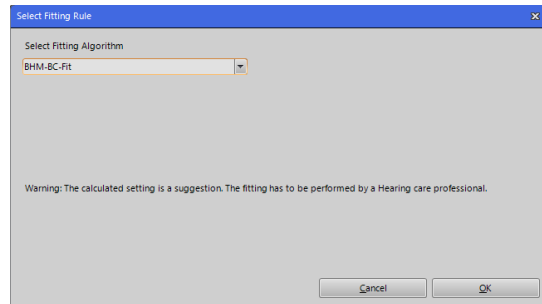 Select Fitting Rule
Select Fitting Algorithm
BHM-BC-Fit
Warning: The calculated setting is a suggestion. The fitting has to be performed by a Hearing care professional.
Cancel
OK